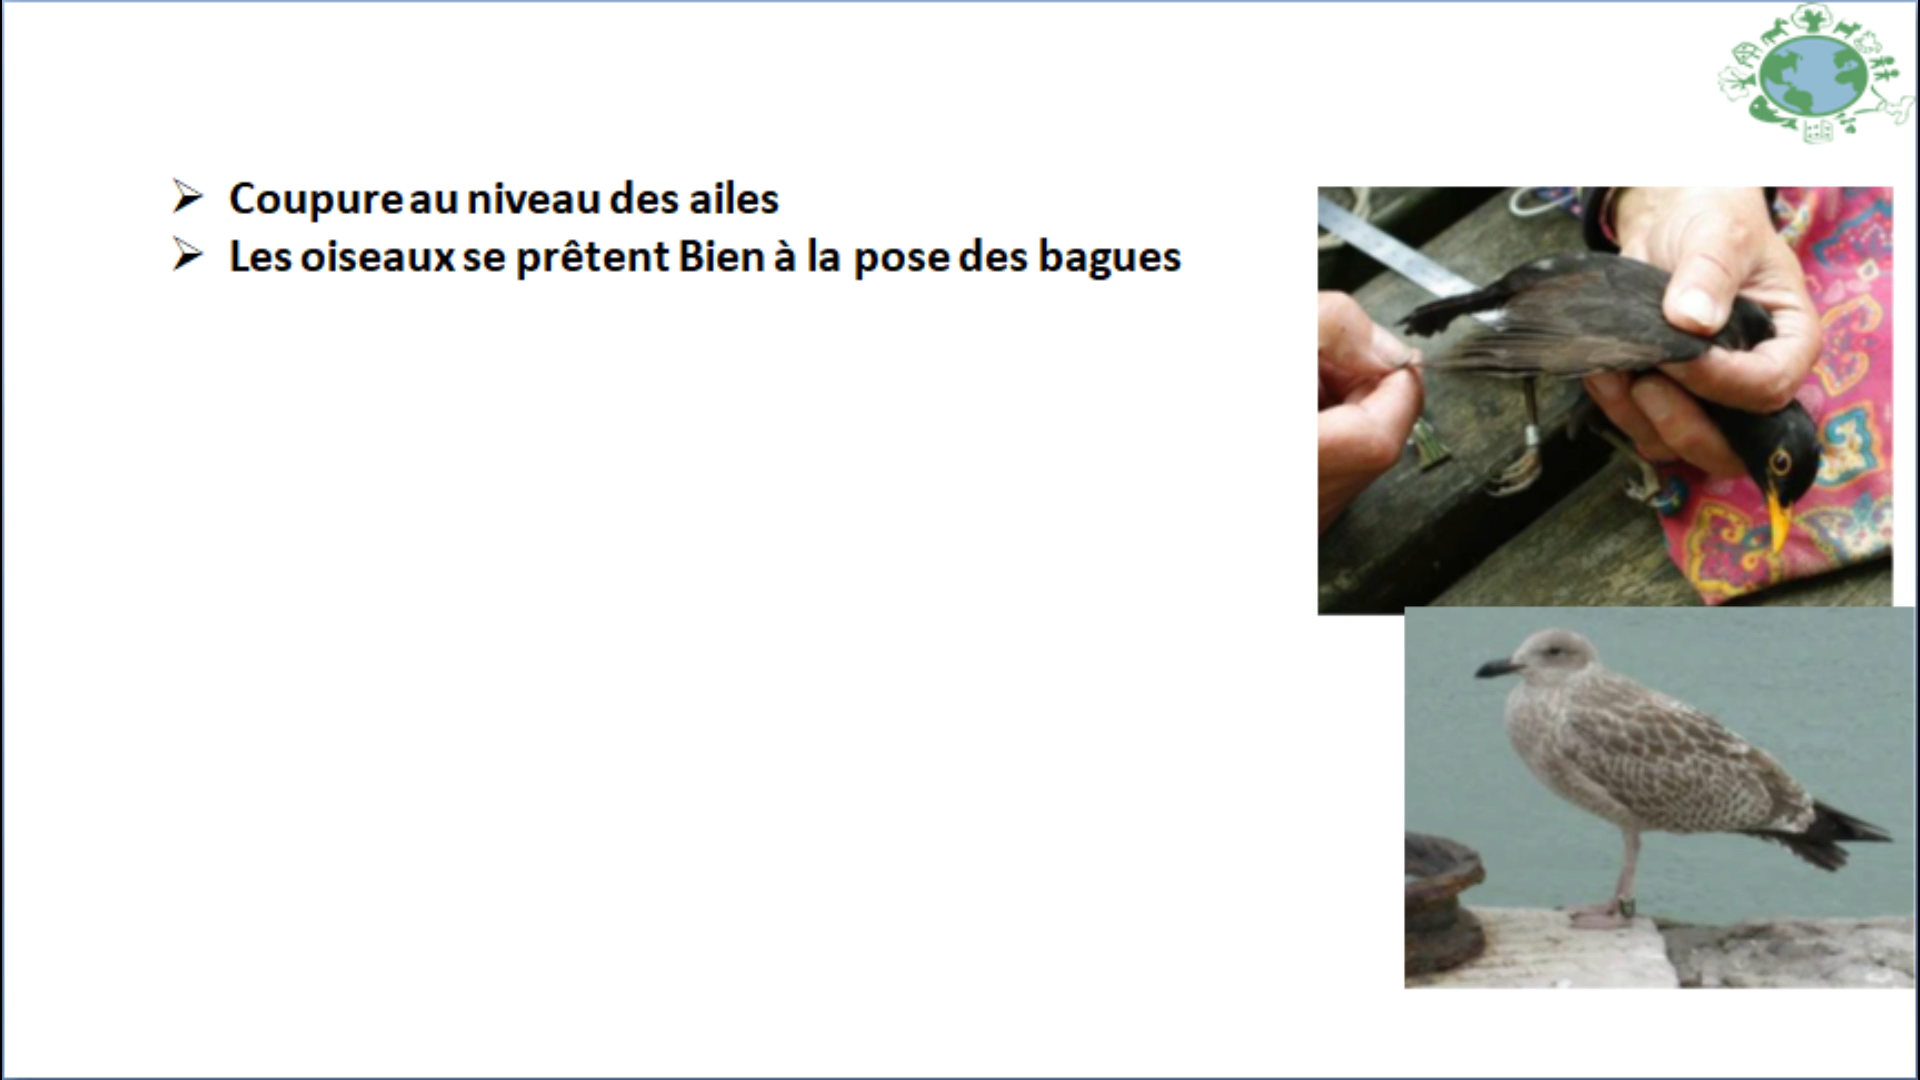 Coupure au niveau des ailes
Les oiseaux se prêtent Bien à la pose des bagues